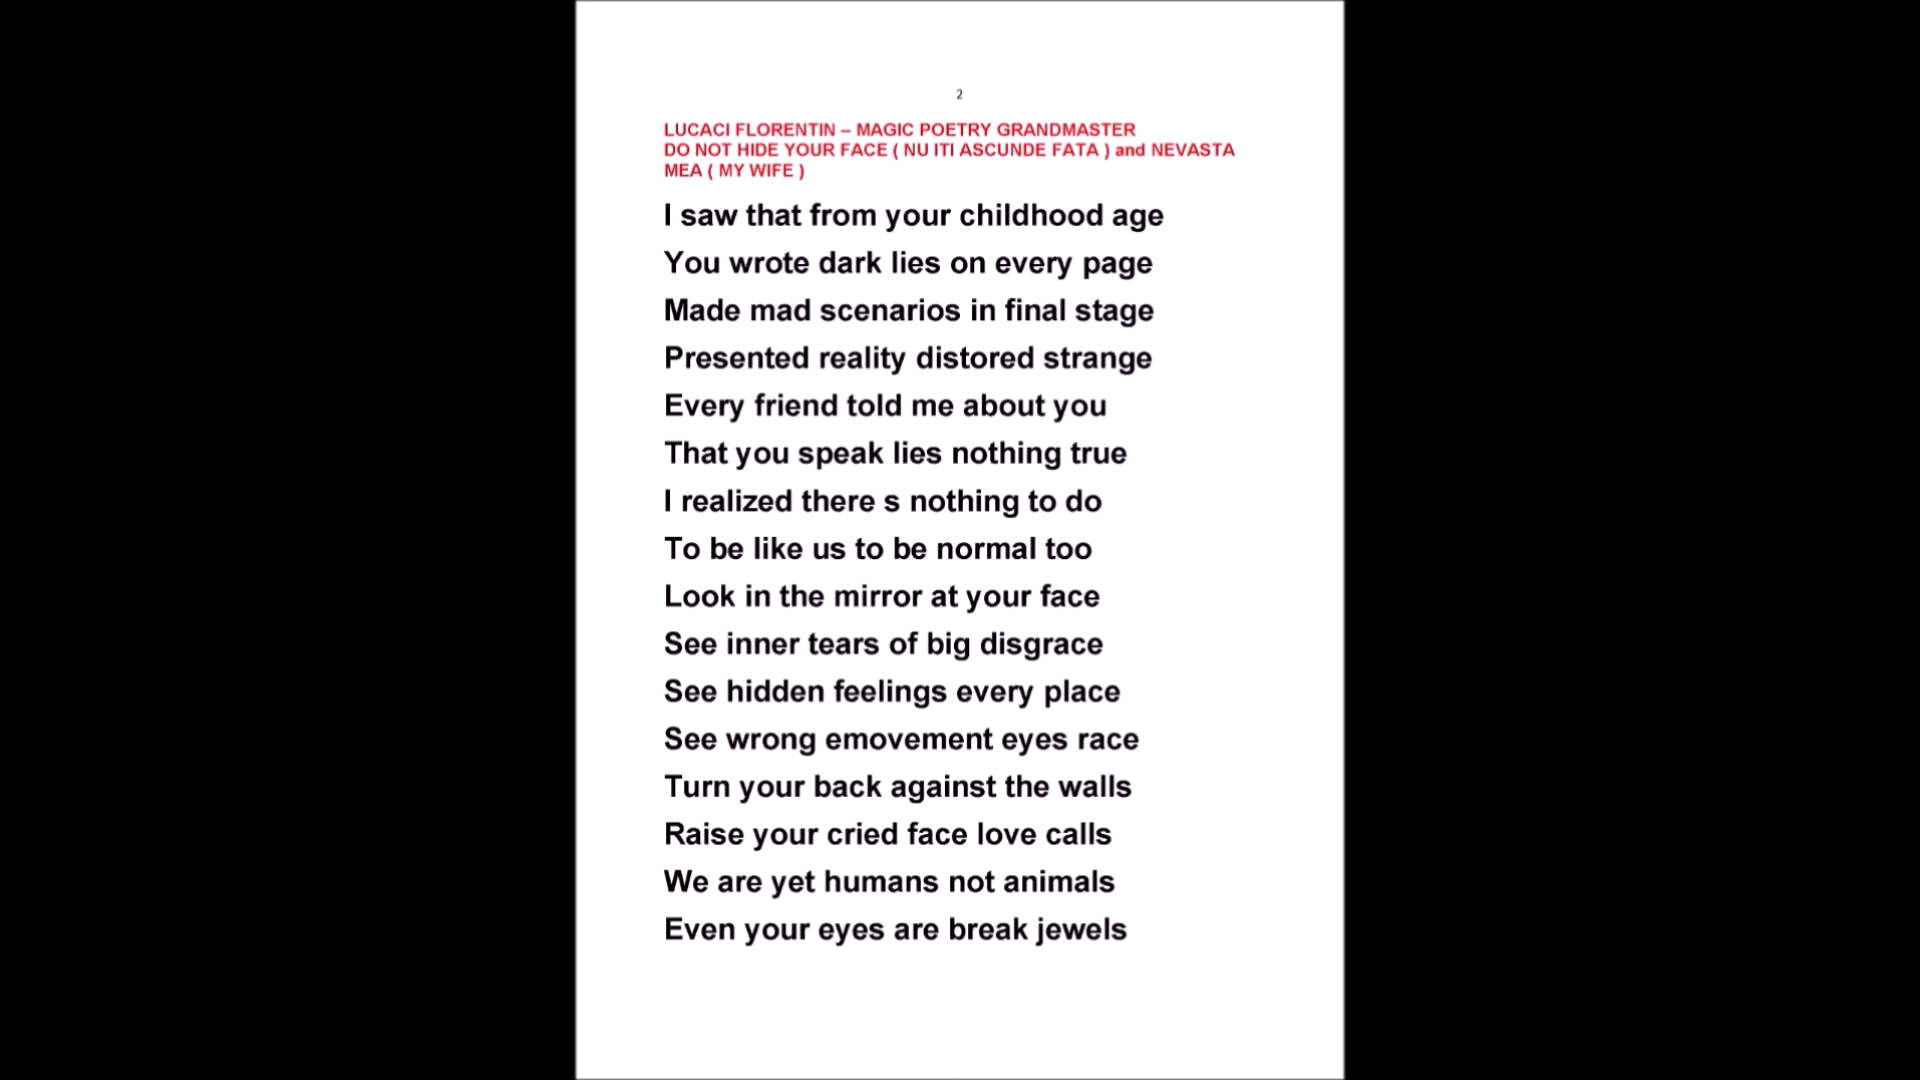 2
LUCACI FLORENTIN – MAGIC POETRY GRANDMASTER
DO NOT HIDE YOUR FACE ( NU ITI ASCUNDE FATA ) and NEVASTA
MEA ( MY WIFE )
I saw that from your childhood age
You wrote dark lies on every page
Made mad scenarios in final stage
Presented reality distored strange
Every friend told me about you
That you speak lies nothing true
I realized there s nothing to do
To be like us to be normal too
Look in the mirror at your face
See inner tears of big disgrace
See hidden feelings every place
See wrong emovement eyes race
Turn your back against the walls
Raise your cried face love calls
We are yet humans not animals
Even your eyes are break jewels